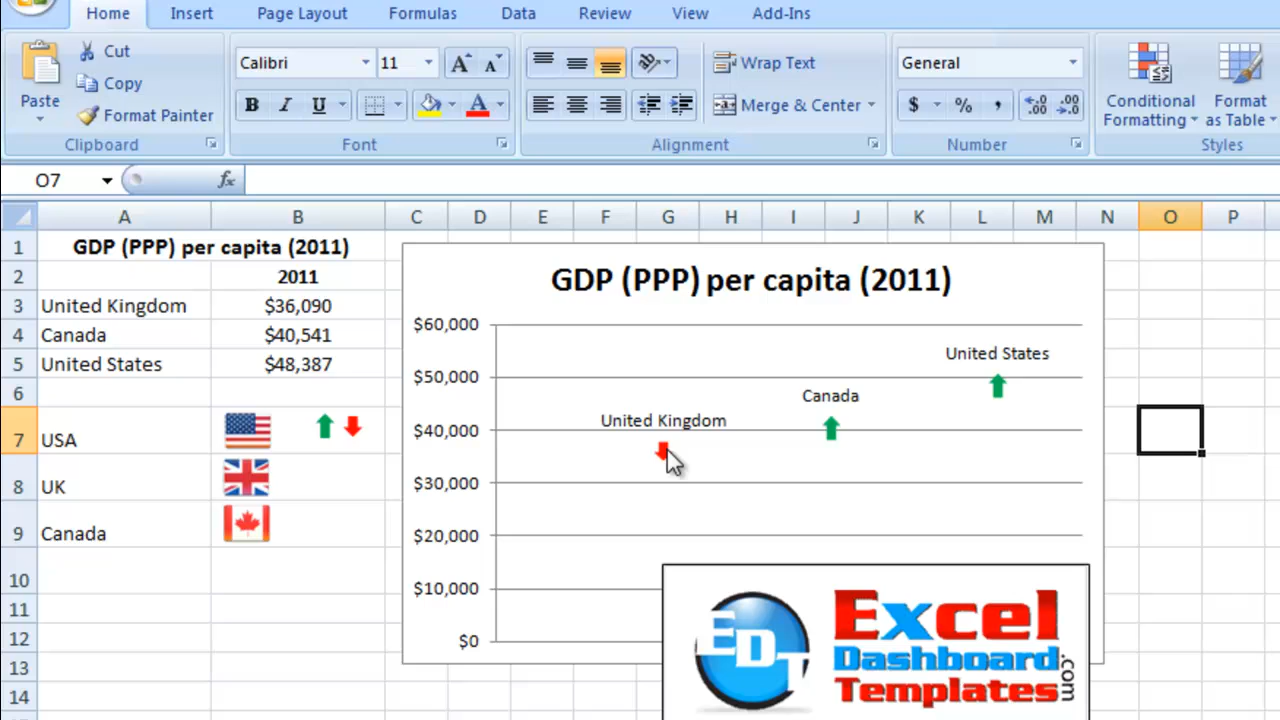 Home Insert Page Layout Formulas Data Review View Add-Ins
Paste
Cut
Copy
Format Painter
Clipboard
Calibri 11 A A
B I U A
Font
Wrap Text
Merge & Center
Alignment
General
$ % , .0 .00 .00 .0
Number
Conditional Formatting
Format as Table
Styles
O7 fx
A B C D E F G H I J K L M N O P
1 GDP (PPP) per capita (2011)
2 2011
3 United Kingdom $36,090
4 Canada $40,541
5 United States $48,387
6
7 USA
8 UK
9 Canada
10
11
12
13
14
GDP (PPP) per capita (2011)
$60,000
$50,000
$40,000
$30,000
$20,000
$10,000
$0
United Kingdom
Canada
United States
EDT
Excel
Dashboard
Templates
.com